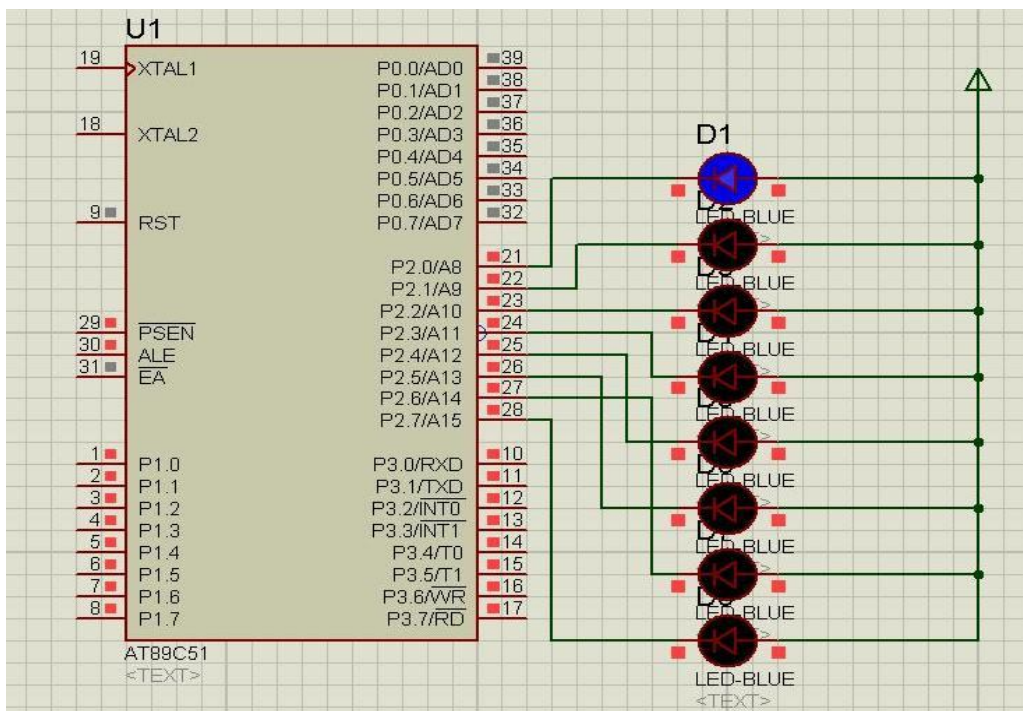 U1
19
XTAL1
18
XTAL2
9
RST
29
PSEN
30
ALE
31
EA
1
P1.0
2
P1.1
3
P1.2
4
P1.3
5
P1.4
6
P1.5
7
P1.6
8
P1.7
P0.0/AD0
39
P0.1/AD1
38
P0.2/AD2
37
P0.3/AD3
36
P0.4/AD4
35
P0.5/AD5
34
P0.6/AD6
33
P0.7/AD7
32
P2.0/A8
21
P2.1/A9
22
P2.2/A10
23
P2.3/A11
24
P2.4/A12
25
P2.5/A13
26
P2.6/A14
27
P2.7/A15
28
P3.0/RXD
10
P3.1/TXD
11
P3.2/INT0
12
P3.3/INT1
13
P3.4/T0
14
P3.5/T1
15
P3.6/WR
16
P3.7/RD
17
AT89C51
<TEXT>
D1
LED-BLUE
LED-BLUE
LED-BLUE
LED-BLUE
LED-BLUE
LED-BLUE
LED-BLUE
LED-BLUE
<TEXT>